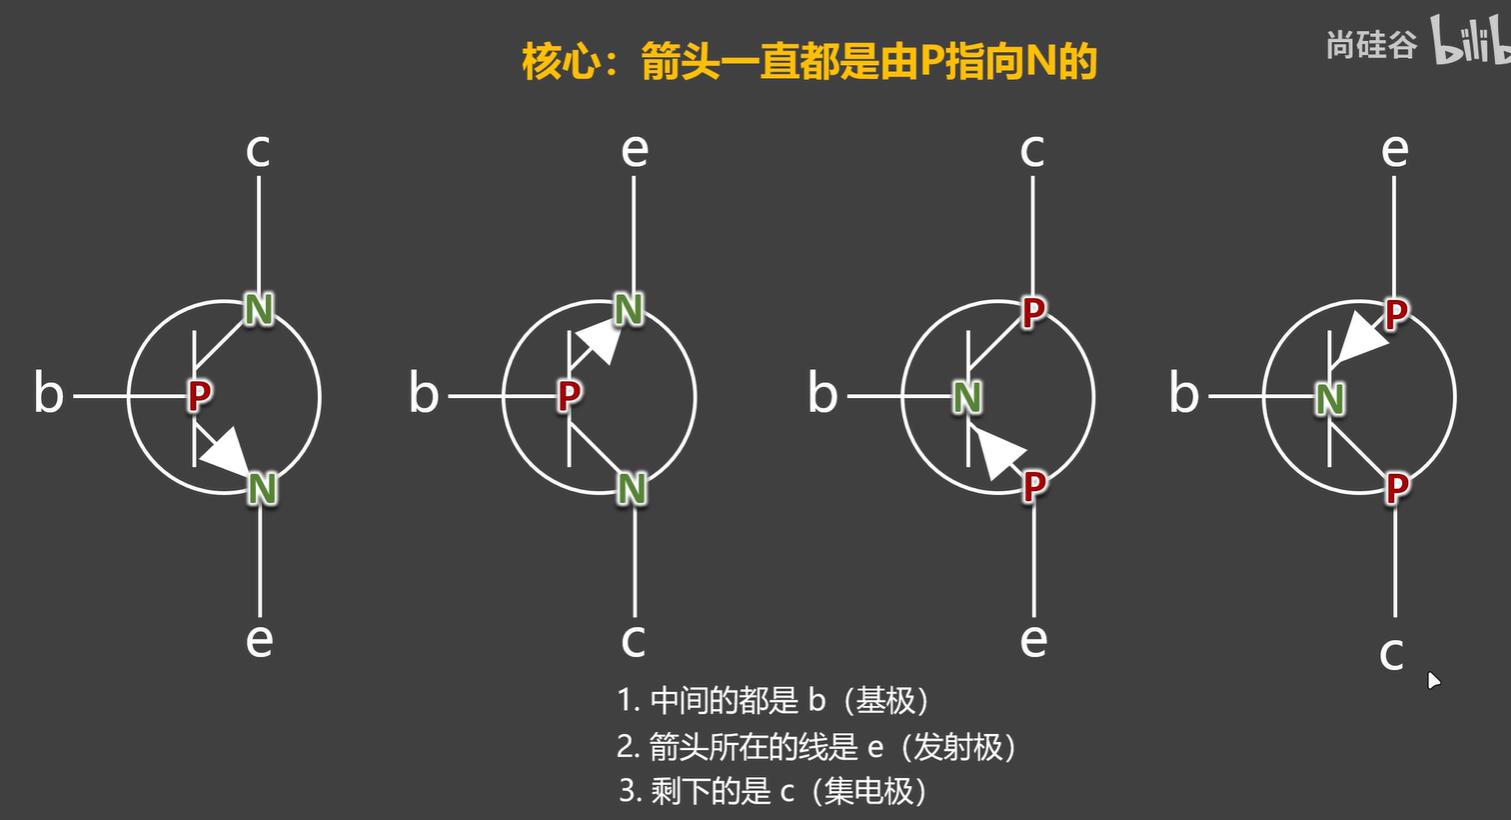 尚硅谷 bilib
核心：箭头一直都是由P指向N的
c e c e
N N P P
b P b P b N b N
N N P P
e c e c
1. 中间的都是 b（基极）
2. 箭头所在的线是 e（发射极）
3. 剩下的是 c（集电极）